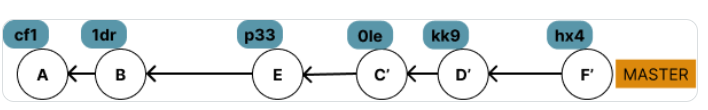 cf1 1dr p33 0le kk9 hx4
A B E C’ D’ F’ MASTER